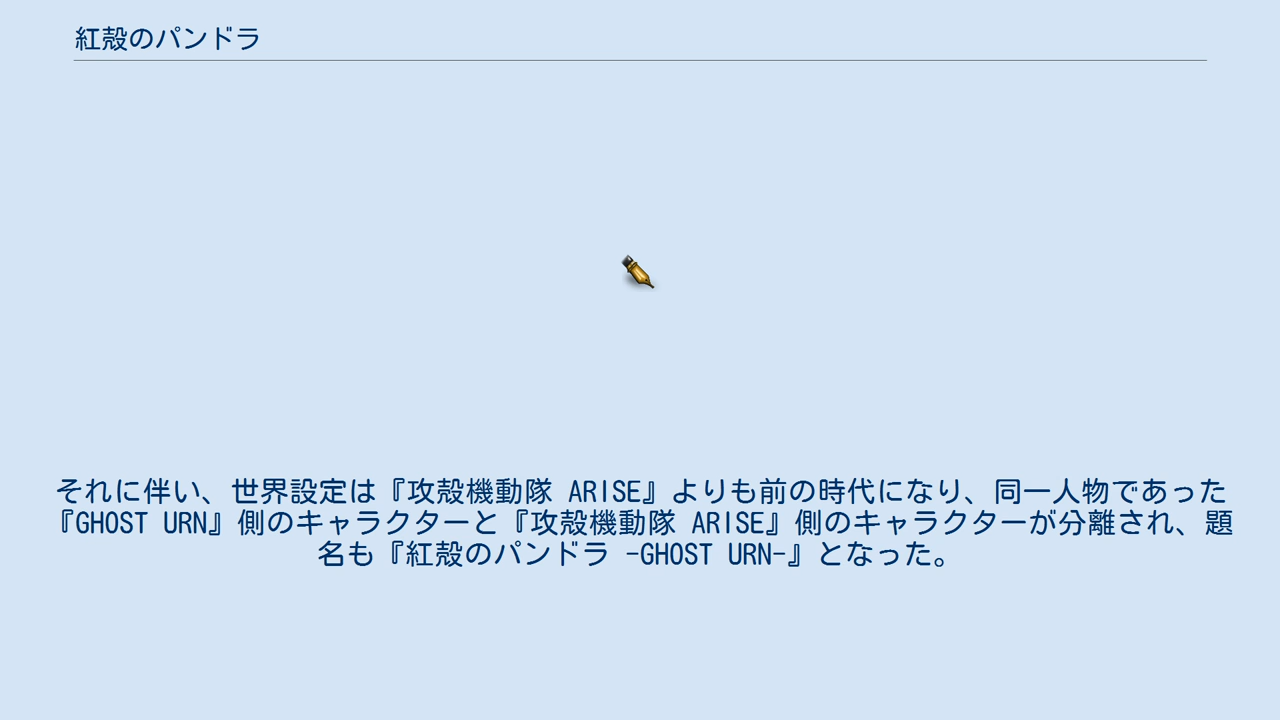 紅殻のパンドラ
それに伴い、世界設定は『攻殻機動隊 ARISE』よりも前の時代になり、同一人物であった
『GHOST URN』側のキャラクターと『攻殻機動隊 ARISE』側のキャラクターが分離され、題
名も『紅殻のパンドラ -GHOST URN-』となった。